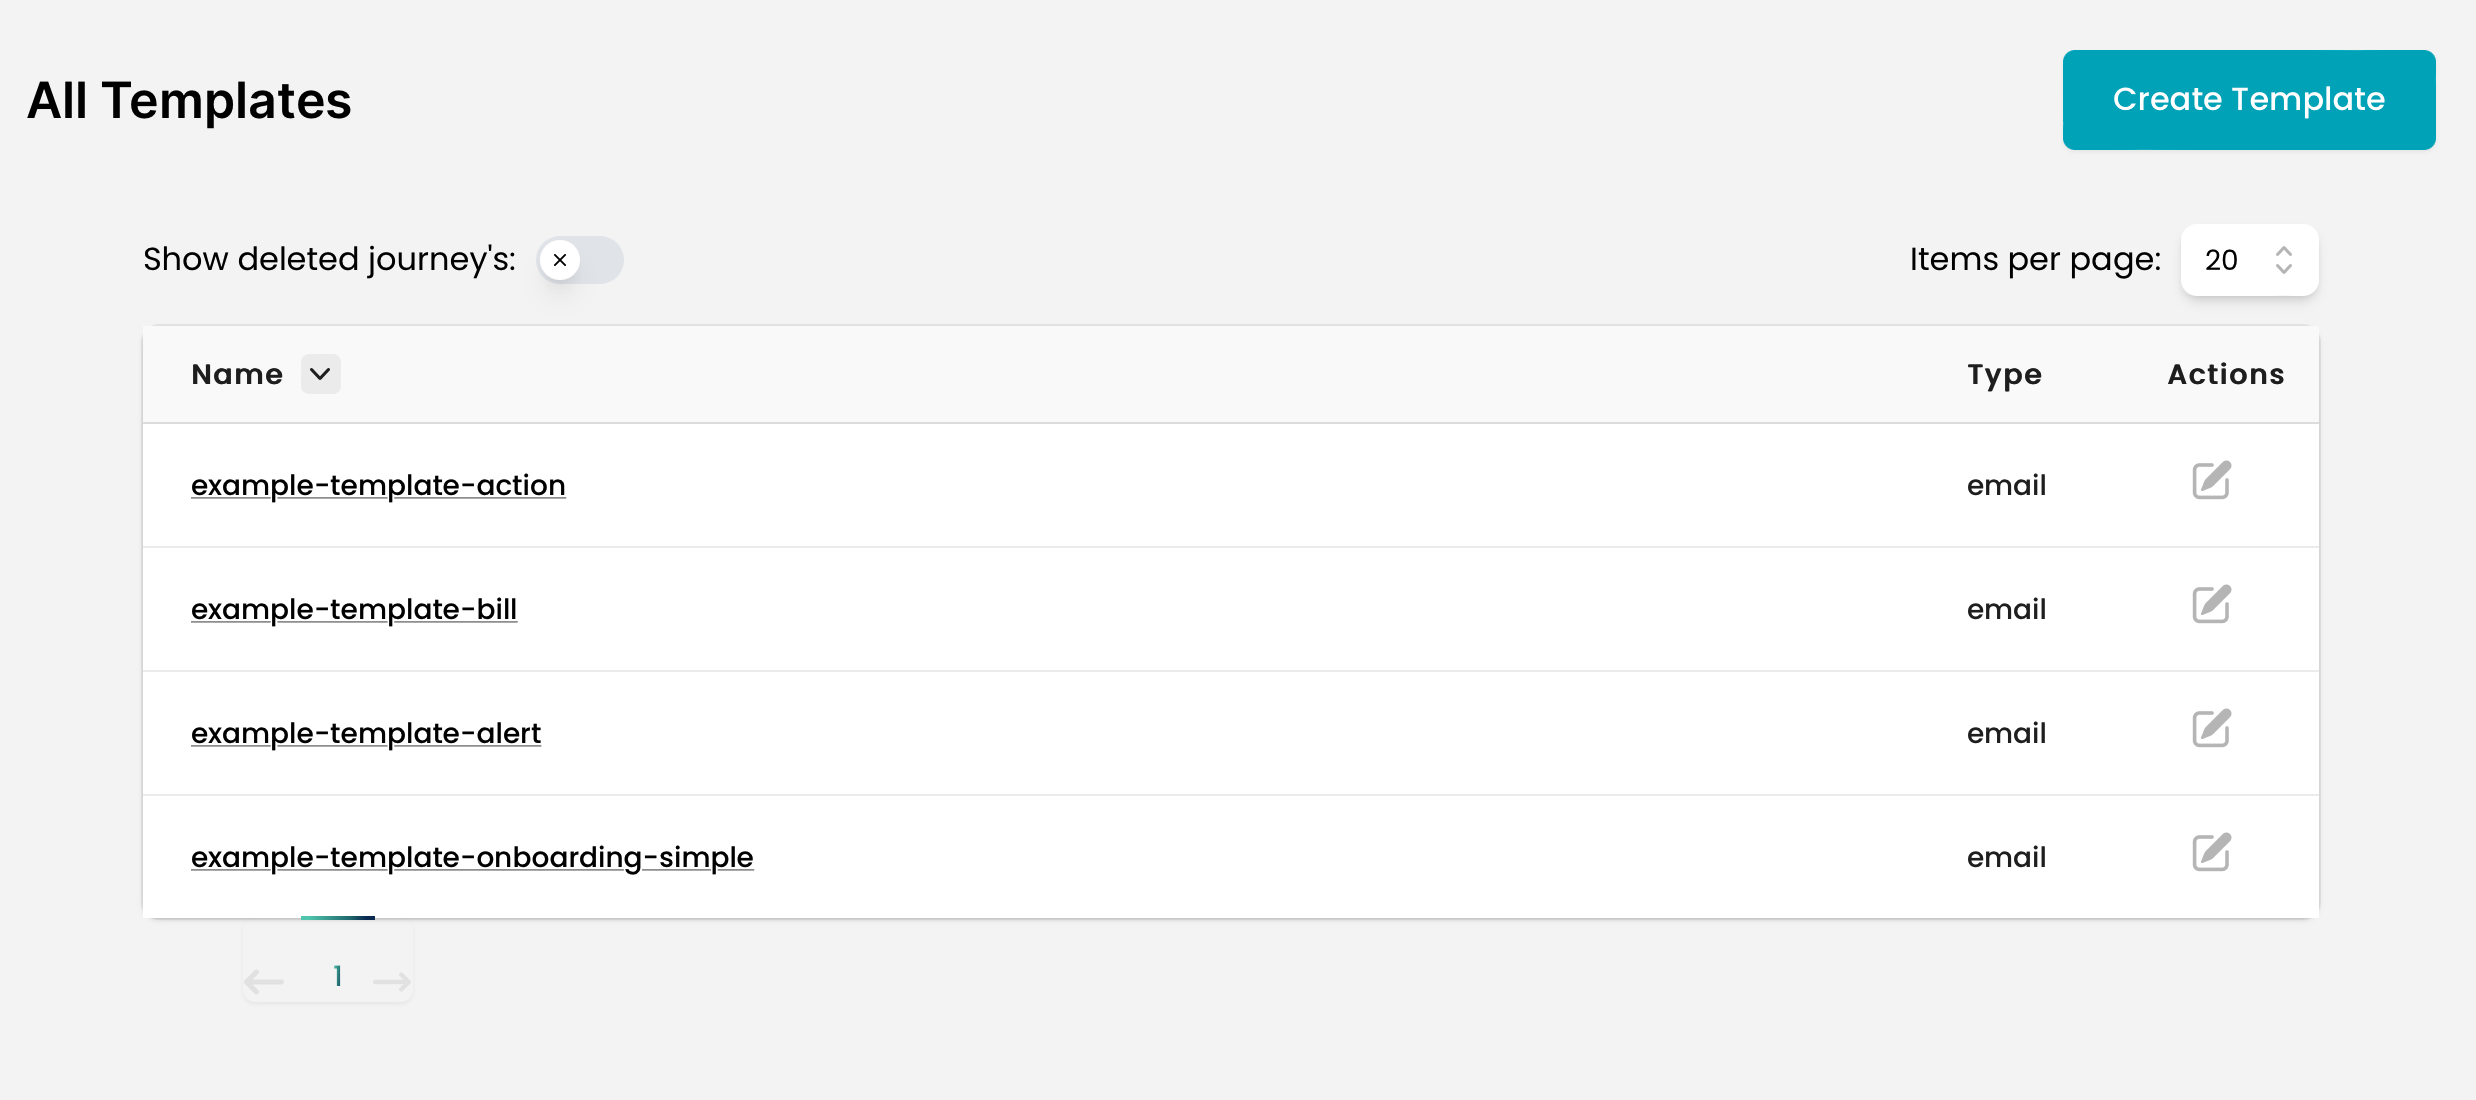 All Templates
Create Template
Show deleted journey's:
Items per page: 20
Name Type Actions
example-template-action email
example-template-bill email
example-template-alert email
example-template-onboarding-simple email
1